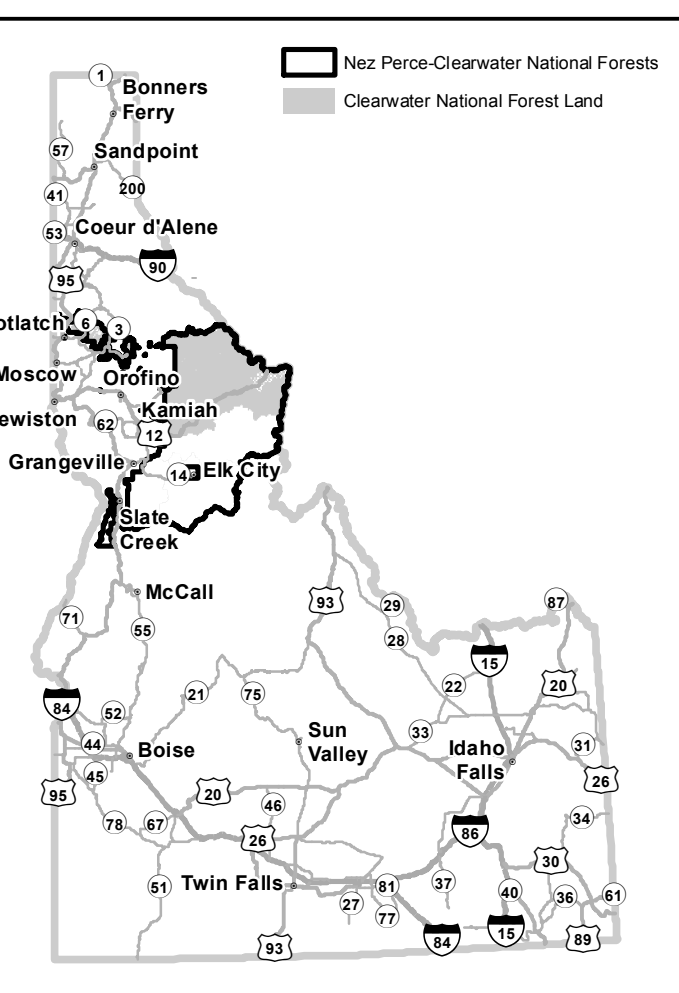 Nez Perce-Clearwater National Forests
Clearwater National Forest Land
1
Bonners
Ferry
57
Sandpoint
41
200
53
Coeur d'Alene
90
95
otlatch
6
3
Moscow
Orofino
ewiston
Kamiah
62
12
Grangeville
14
Elk City
Slate
Creek
McCall
93
29
87
71
55
28
15
22
20
84
52
21
75
33
Sun
Valley
44
Boise
Idaho
Falls
31
45
26
95
20
46
78
67
34
26
86
30
Twin Falls
51
81
37
40
36
61
27
77
93
84
15
89